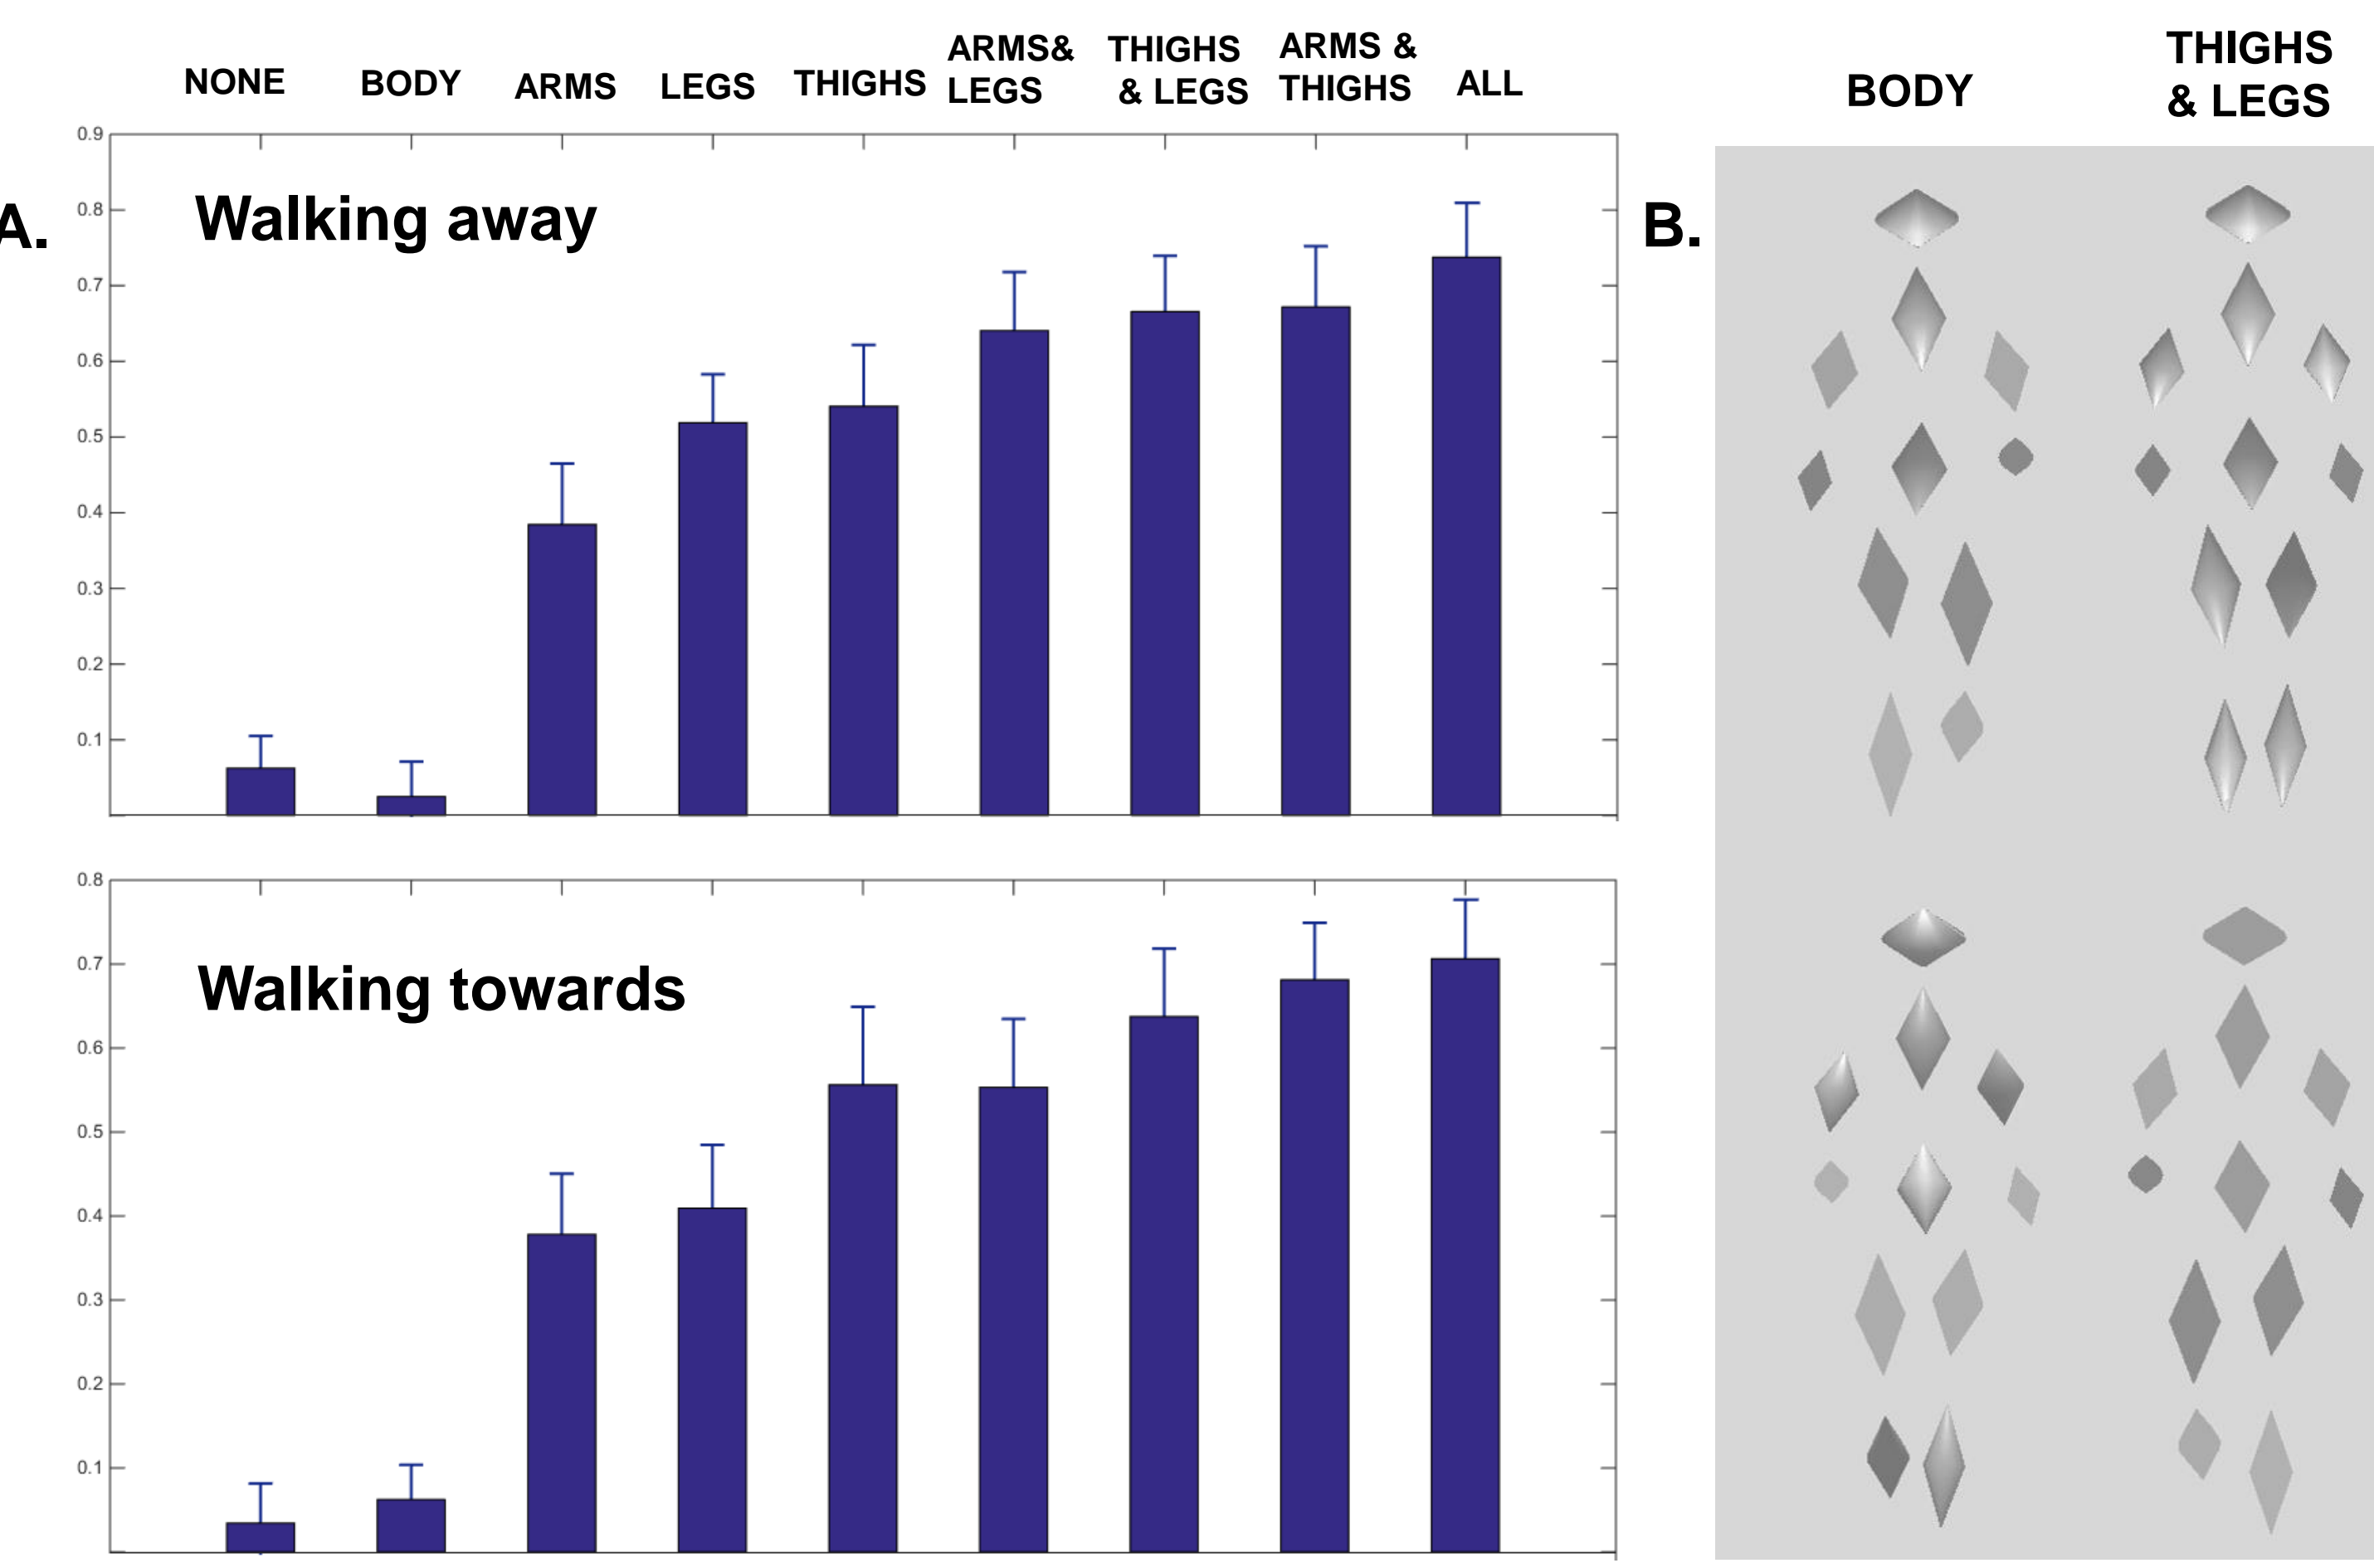 NONE BODY ARMS LEGS THIGHS ARMS& LEGS THIGHS & LEGS ARMS & THIGHS ALL
A.
Walking away
0.9
0.8
0.7
0.6
0.5
0.4
0.3
0.2
0.1
Walking towards
0.8
0.7
0.6
0.5
0.4
0.3
0.2
0.1
B.
BODY
THIGHS
& LEGS